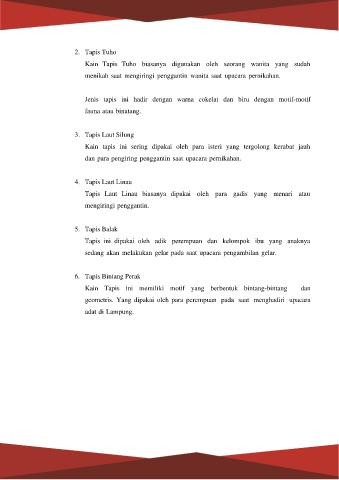 2. Tapis Tuho
Kain Tapis Tuho biasanya digunakan oleh seorang wanita yang sudah
menikah saat mengiringi penggantin wanita saat upacara pernikahan.
Jenis tapis ini hadir dengan warna cokelat dan biru dengan motif-motif
fauna atau binatang.
3. Tapis Laut Silung
Kain tapis ini sering dipakai oleh para isteri yang tergolong kerabat jauh
dan para pengiring penggantin saat upacara pernikahan.
4. Tapis Laut Linau
Tapis Laut Linau biasanya dipakai oleh para gadis yang menari atau
mengiringi penggantin.
5. Tapis Balak
Tapis ini dipakai oleh adik perempuan dan kelompok ibu yang anaknya
sedang akan melakukan gelar pada saat upacara pengambilan gelar.
6. Tapis Bintang Perak
Kain Tapis ini memiliki motif yang berbentuk bintang-bintang dan
geometris. Yang dipakai oleh para perempuan pada saat menghadiri upacara
adat di Lampung.